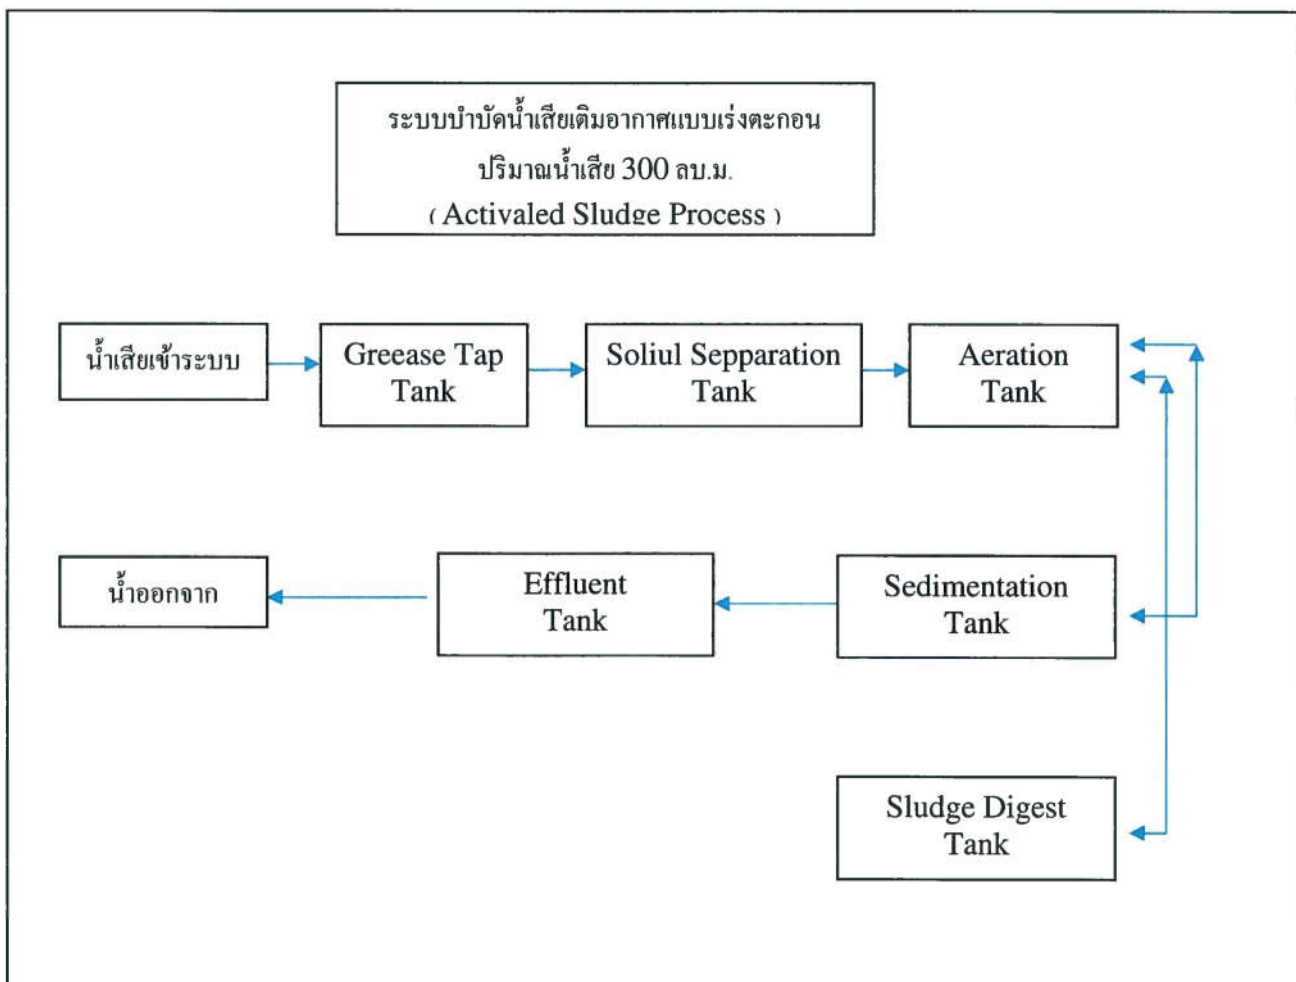 ระบบบำบัดน้ำเสียเติมอากาศแบบเร่งตะกอน
ปริมาณน้ำเสีย 300 ลบ.ม.
( Activaled Sludge Process )
น้ำเสียเข้าระบบ
Greease Tap
Tank
Soliul Sepparation
Tank
Aeration
Tank
น้ำออกจาก
Effluent
Tank
Sedimentation
Tank
Sludge Digest
Tank